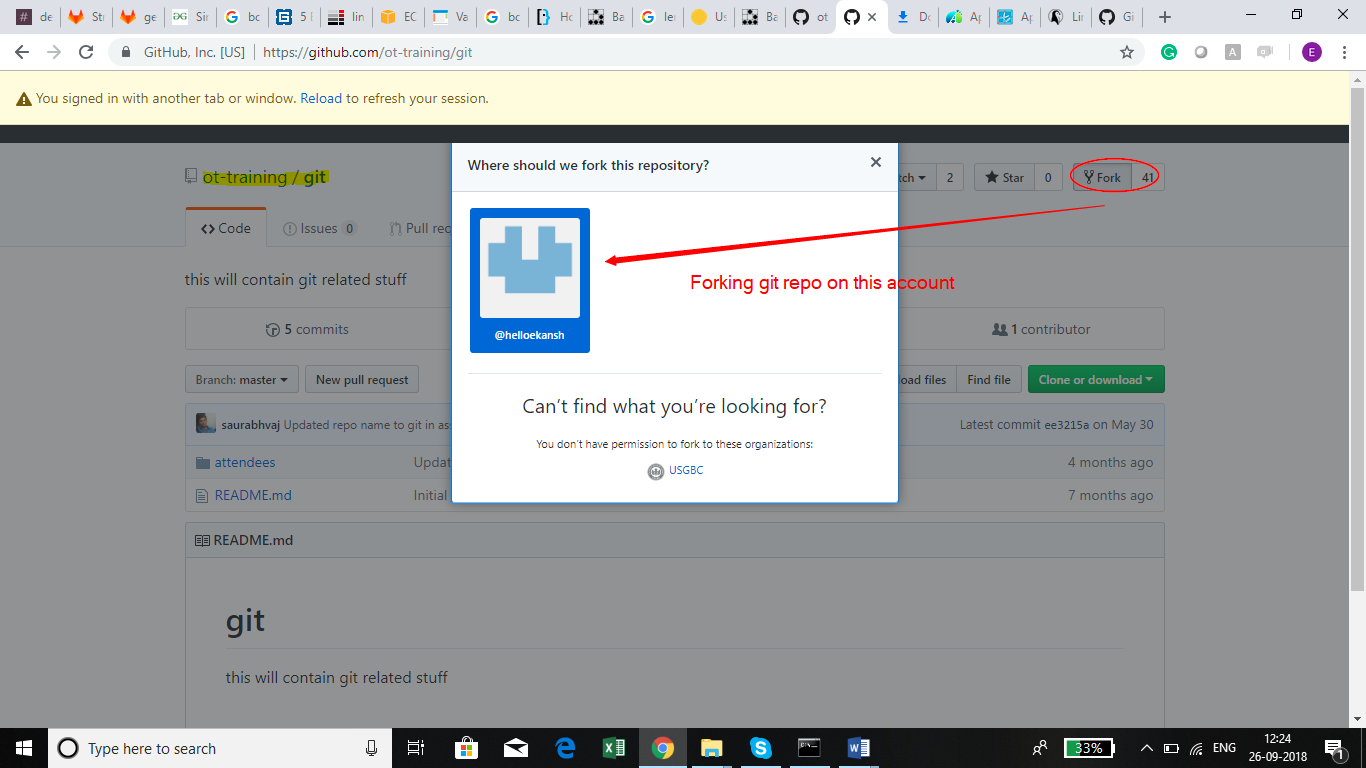 de
St
ge
Sir
bc
5 I
lin
EC
Va
bc
Ho
Ba
le
Us
Ba
ot
Do
Ap
Ap
Lin
Gi
GitHub, Inc. [US] | https://github.com/ot-training/git
E
You signed in with another tab or window. Reload to refresh your session.
Where should we fork this repository?
ot-training / git
tch 2
Star 0
Fork 41
Code
Issues 0
Pull rec
@helloekansh
Forking git repo on this account
this will contain git related stuff
5 commits
1 contributor
Branch: master
New pull request
load files
Find file
Clone or download
Can't find what you're looking for?
You don't have permission to fork to these organizations:
USGBC
saurabhvaj Updated repo name to git in ass
Latest commit ee3215a on May 30
attendees
Updat
4 months ago
README.md
Initial
7 months ago
README.md
git
this will contain git related stuff
Type here to search
33%
ENG
12:24
26-09-2018
1